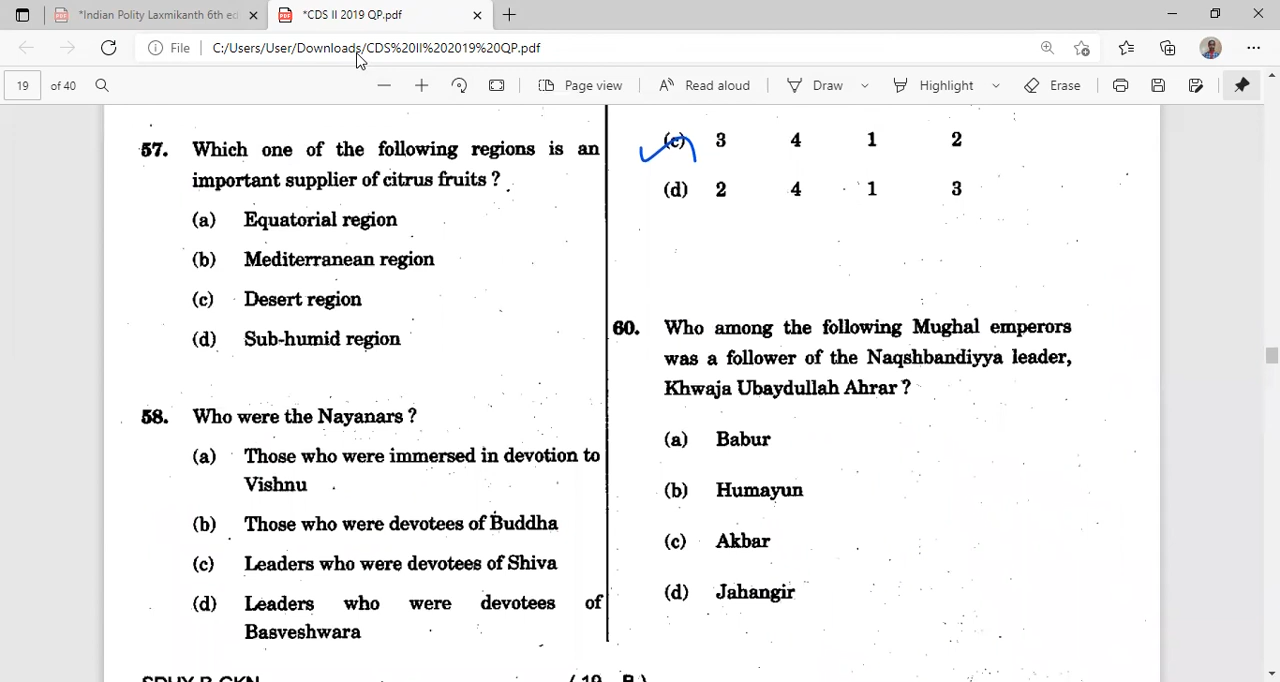 *Indian Polity Laxmikanth 6th ed
*CDS II 2019 QP.pdf
File
C:/Users/User/Downloads/CDS%20II%202019%20QP.pdf
19
of 40
Page view
Read aloud
Draw
Highlight
Erase
57. Which one of the following regions is an
important supplier of citrus fruits ?
(a) Equatorial region
(b) Mediterranean region
(c) Desert region
(d) Sub-humid region
58. Who were the Nayanars ?
(a) Those who were immersed in devotion to
Vishnu
(b) Those who were devotees of Buddha
(c) Leaders who were devotees of Shiva
(d) Leaders who were devotees of
Basveshwara
(c) 3 4 1 2
(d) 2 4 1 3
60. Who among the following Mughal emperors
was a follower of the Naqshbandiyya leader,
Khwaja Ubaydullah Ahrar ?
(a) Babur
(b) Humayun
(c) Akbar
(d) Jahangir